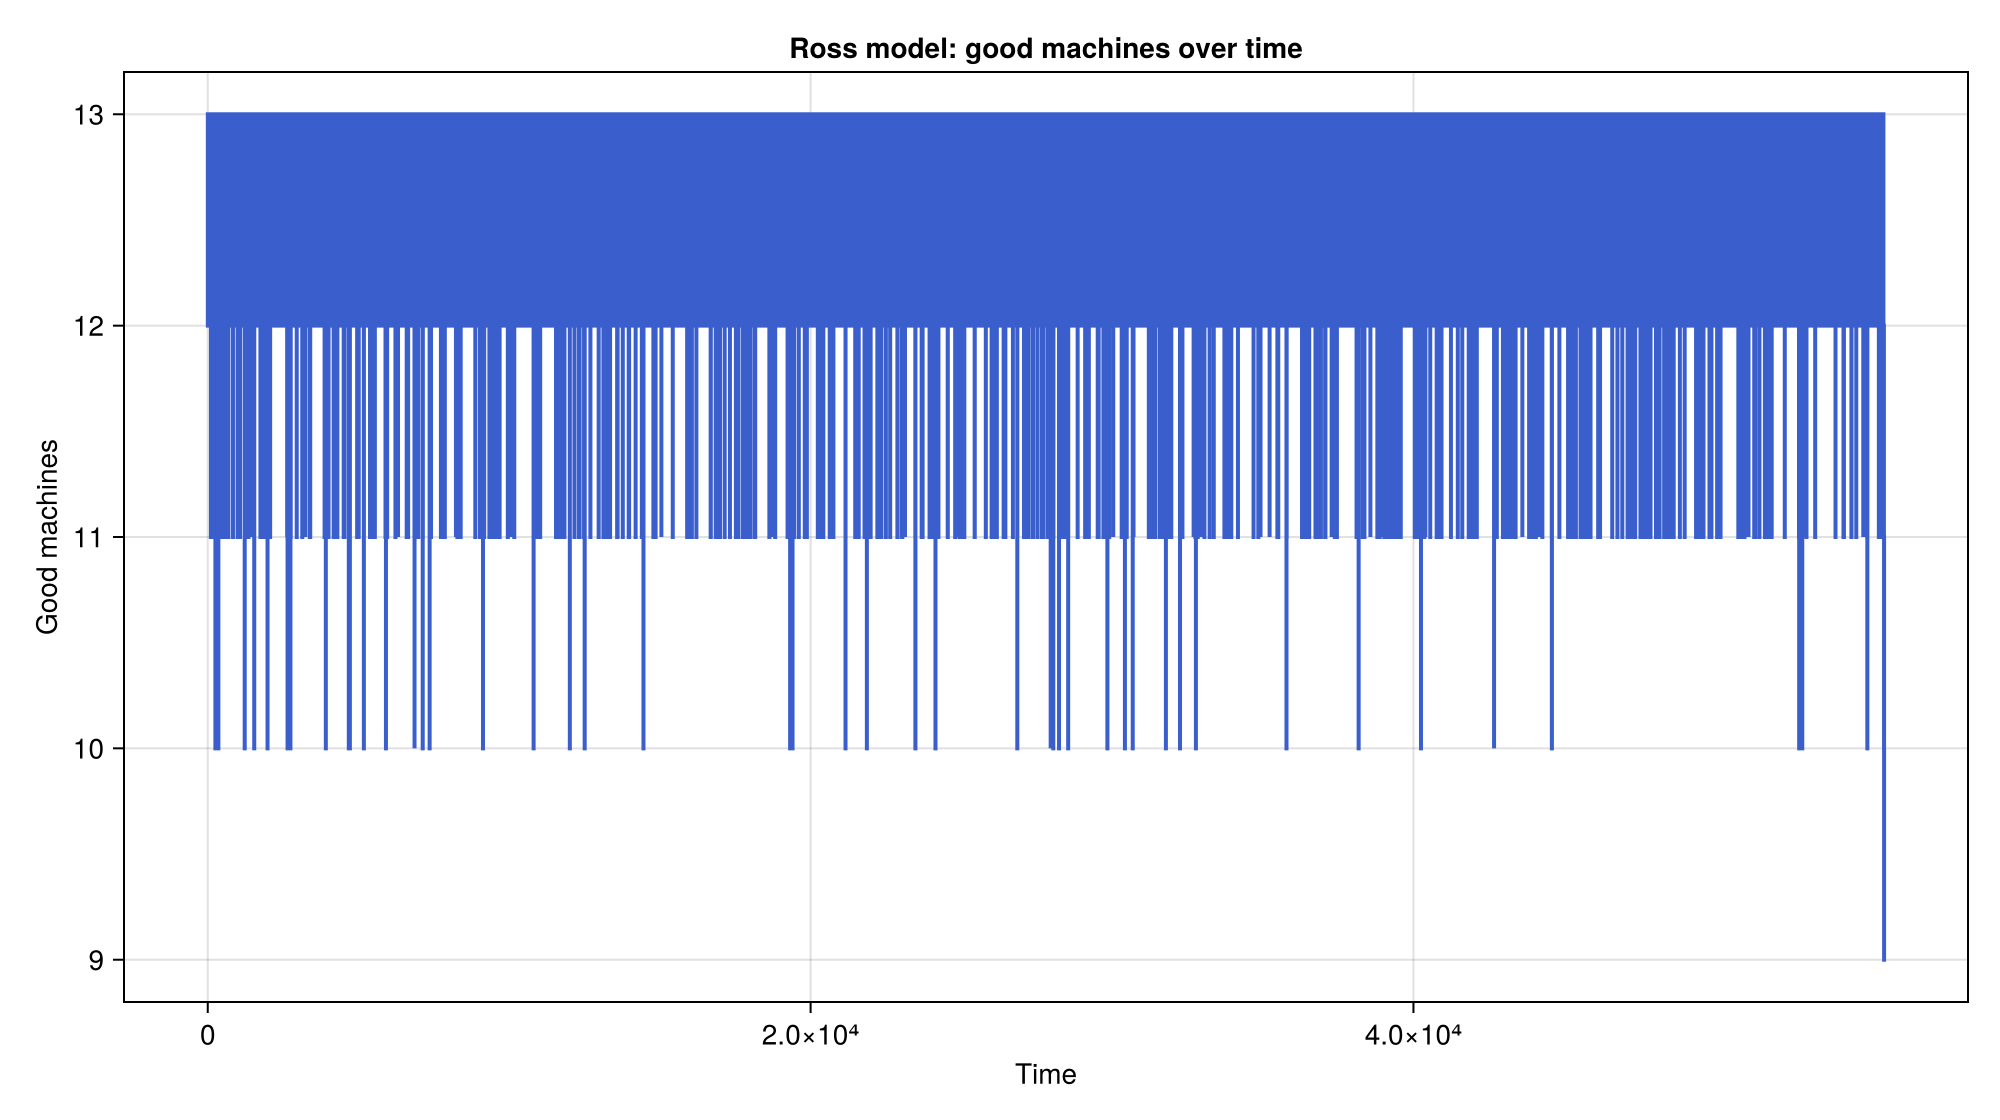 Ross model: good machines over time
Good machines
13
12
11
10
9
0
2.0×10⁴
4.0×10⁴
Time